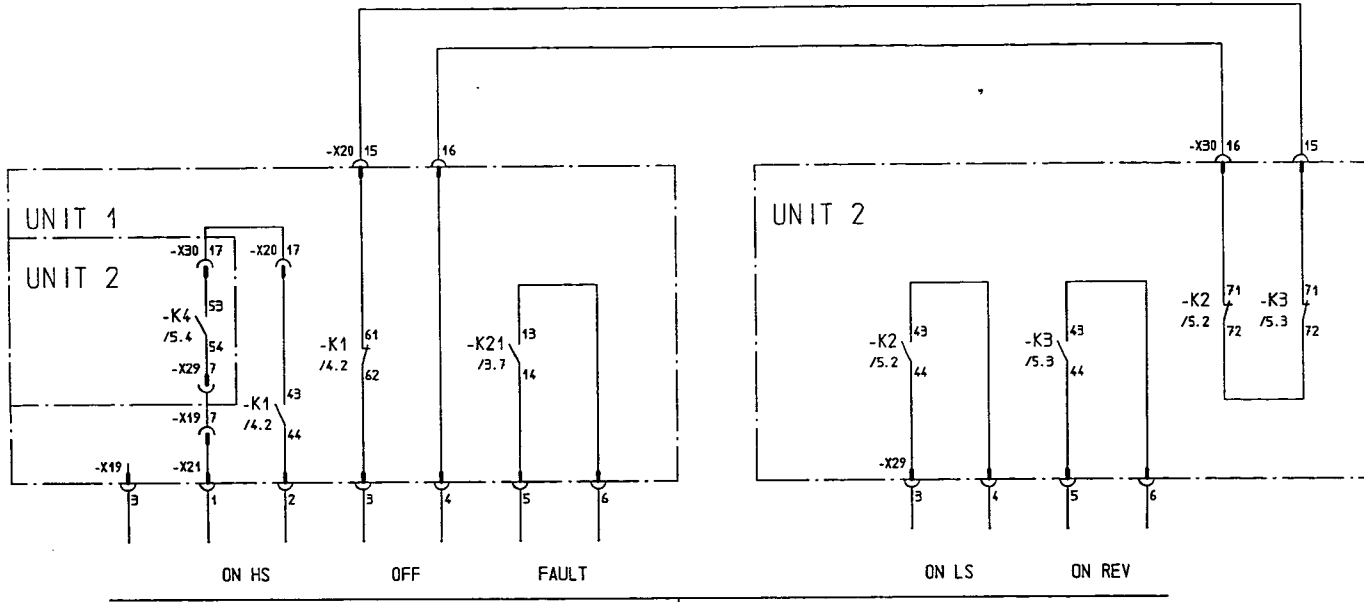 -X20 15 16 -X30 16 15
UNIT 1 UNIT 2
-X30 17 -X20 17
UNIT 2
53 -K4 /5.4 54
-X29 7
-X19 7
43 -K1 /4.2 44
61 -K1 /4.2 62
13 -K21 /3.7 14
43 -K2 /5.2 44
43 -K3 /5.3 44
71 -K2 /5.2 72
71 -K3 /5.3 72
-X19 -X21 -X29
3 1 2 3 4 5 6 3 4 5 6
ON HS OFF FAULT ON LS ON REV